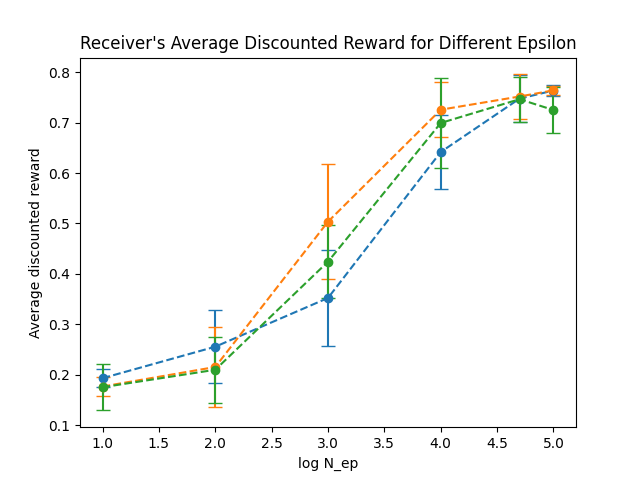 Receiver's Average Discounted Reward for Different Epsilon
0.8
0.7
0.6
0.5
0.4
0.3
0.2
0.1
Average discounted reward
1.0 1.5 2.0 2.5 3.0 3.5 4.0 4.5 5.0
log N_ep